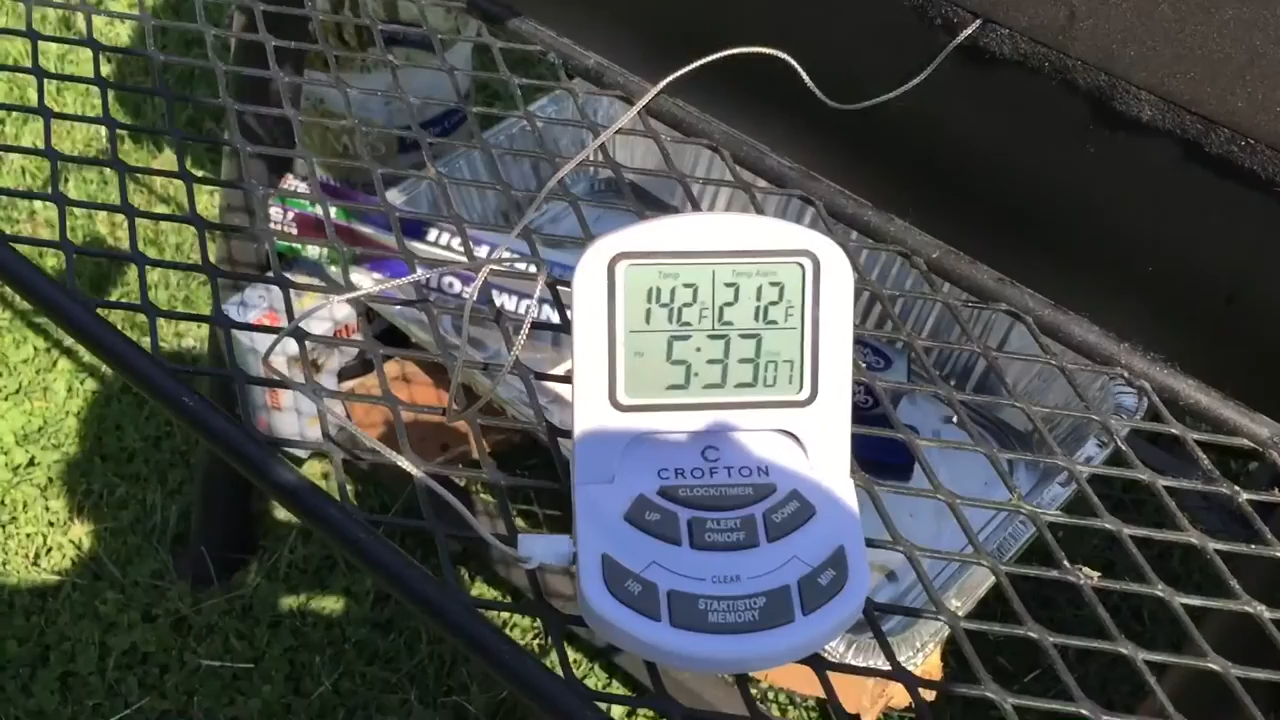 Temp
Temp Alarm
142°F
212°F
PM
5:33 07
C
CROFTON
CLOCK/TIMER
UP
ALERT
ON/OFF
DOWN
HR
CLEAR
MIN
START/STOP
MEMORY
75